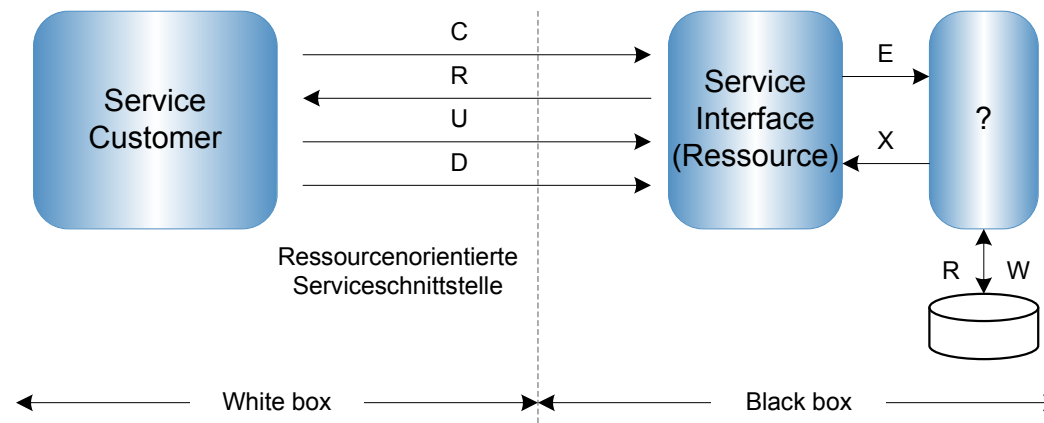 Service
Customer
C
R
U
D
Service
Interface
(Ressource)
E
X
?
R W
Ressourcenorientierte
Serviceschnittstelle
White box
Black box